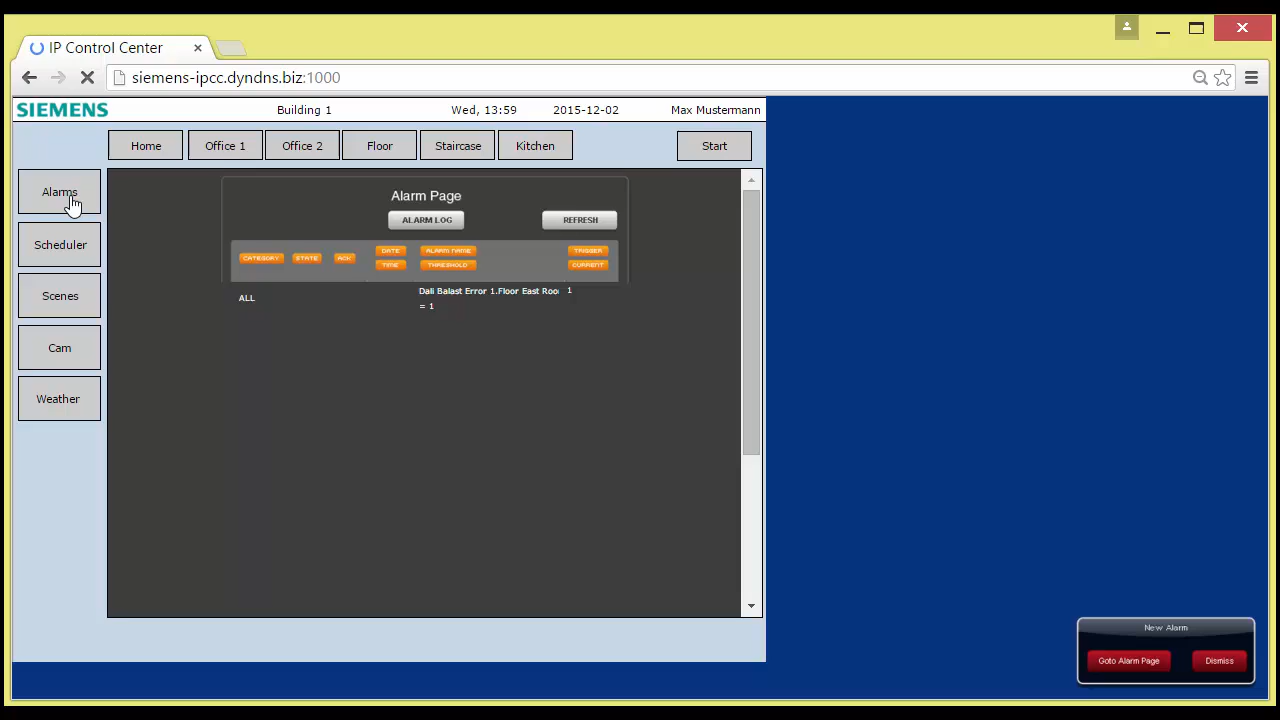 IP Control Center
siemens-ipcc.dyndns.biz:1000
SIEMENS Building 1 Wed, 13:59 2015-12-02 Max Mustermann
Home Office 1 Office 2 Floor Staircase Kitchen Start
Alarms
Scheduler
Scenes
Cam
Weather
Alarm Page
ALARM LOG REFRESH
CATEGORY STATE ACK DATE ALARM NAME TRIGGER
TIME THRESHOLD CURRENT
ALL Dali Balast Error 1.Floor East Roo 1
= 1
New Alarm
Goto Alarm Page Dismiss